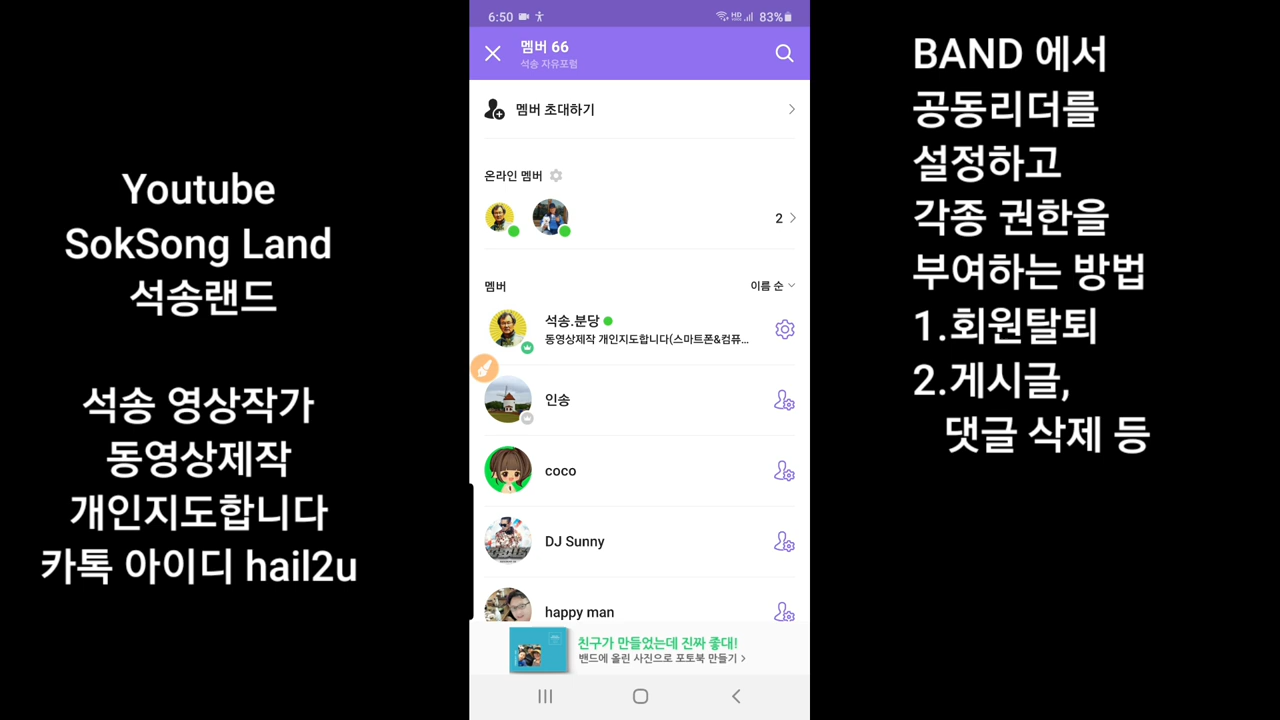 Youtube
SokSong Land
석송랜드
석송 영상작가
동영상제작
개인지도합니다
카톡 아이디 hail2u
6:50
HD
83%
멤버 66
석송 자유포럼
멤버 초대하기
온라인 멤버
2
멤버
이름 순
석송.분당
동영상제작 개인지도합니다(스마트폰&컴퓨...
인송
coco
DJ Sunny
happy man
친구가 만들었는데 진짜 좋대!
밴드에 올린 사진으로 포토북 만들기 >
BAND 에서
공동리더를
설정하고
각종 권한을
부여하는 방법
1.회원탈퇴
2.게시글,
댓글 삭제 등